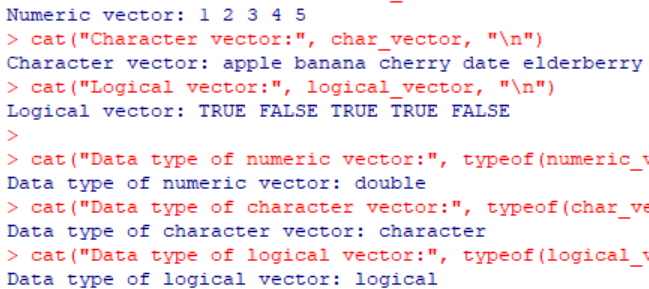 Numeric vector: 1 2 3 4 5
> cat("Character vector:", char_vector, "\n")
Character vector: apple banana cherry date elderberry
> cat("Logical vector:", logical_vector, "\n")
Logical vector: TRUE FALSE TRUE TRUE FALSE
>
> cat("Data type of numeric vector:", typeof(numeric_v
Data type of numeric vector: double
> cat("Data type of character vector:", typeof(char_ve
Data type of character vector: character
> cat("Data type of logical vector:", typeof(logical_v
Data type of logical vector: logical